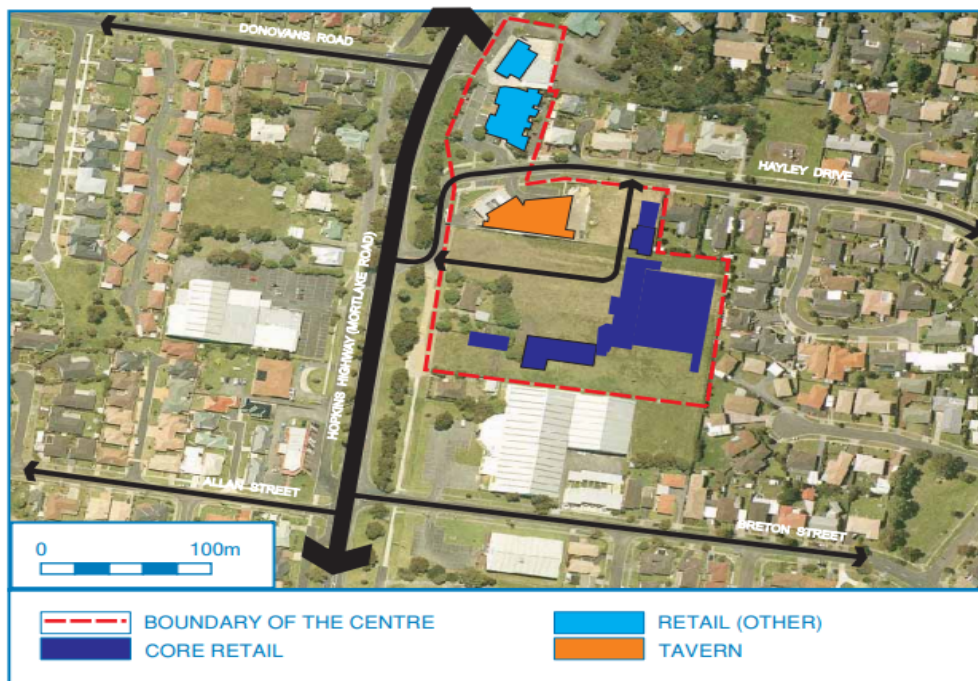 DONOVANS ROAD
HAYLEY DRIVE
HOPKINS HIGHWAY (MORTLAKE ROAD)
ALLAN STREET
BRETON STREET
0 100m
BOUNDARY OF THE CENTRE
RETAIL (OTHER)
CORE RETAIL
TAVERN